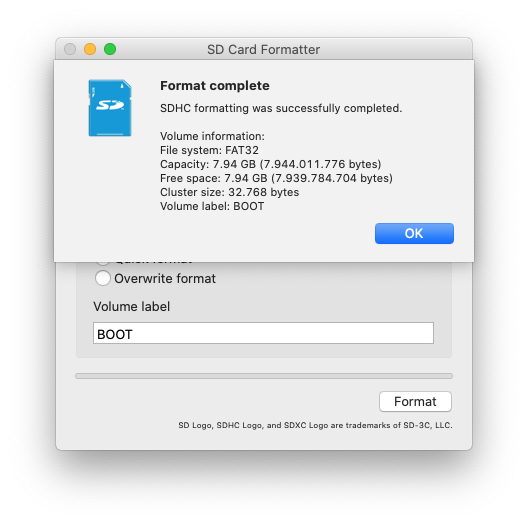 SD Card Formatter
Format complete
SDHC formatting was successfully completed.
Volume information:
File system: FAT32
Capacity: 7.94 GB (7.944.011.776 bytes)
Free space: 7.94 GB (7.939.784.704 bytes)
Cluster size: 32.768 bytes
Volume label: BOOT
OK
Quick format
Overwrite format
Volume label
BOOT
Format
SD Logo, SDHC Logo, and SDXC Logo are trademarks of SD-3C, LLC.